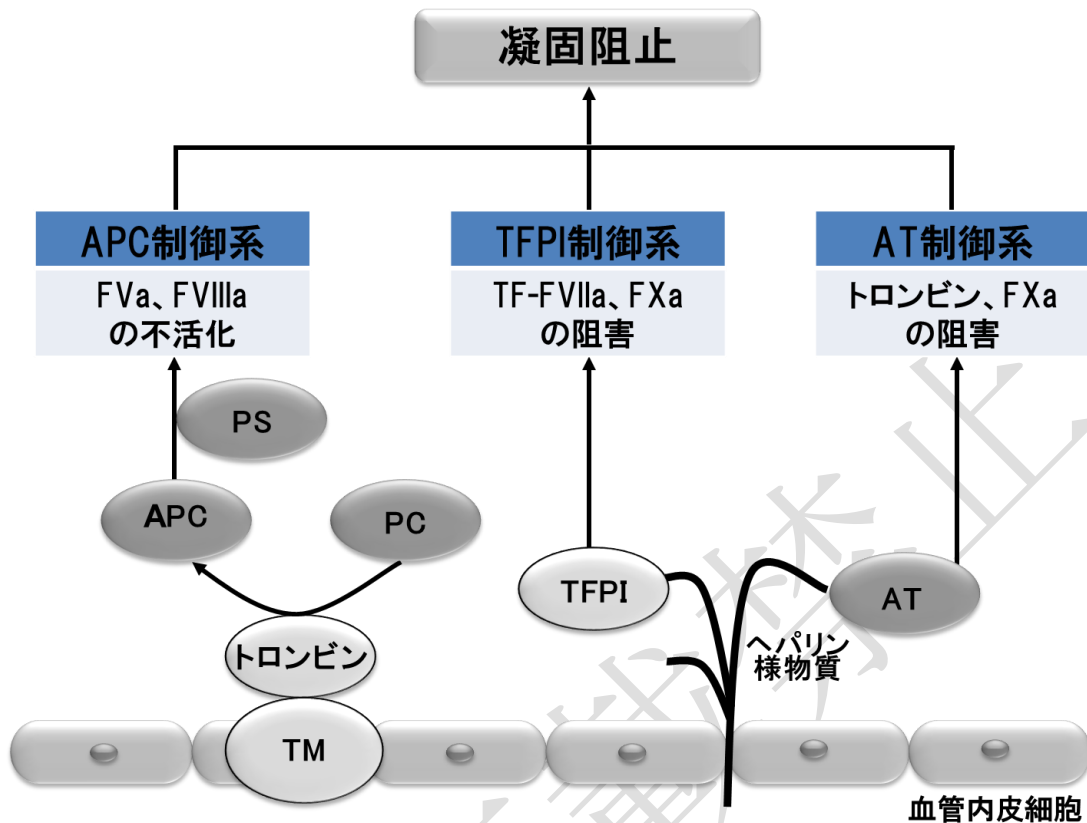 凝固阻止
APC制御系
FVa、FVIIIa
の不活化
TFPI制御系
TF-FVIIa、FXa
の阻害
AT制御系
トロンビン、FXa
の阻害
PS
APC
PC
TFPI
AT
トロンビン
ヘパリン
様物質
TM
血管内皮細胞
載禁止